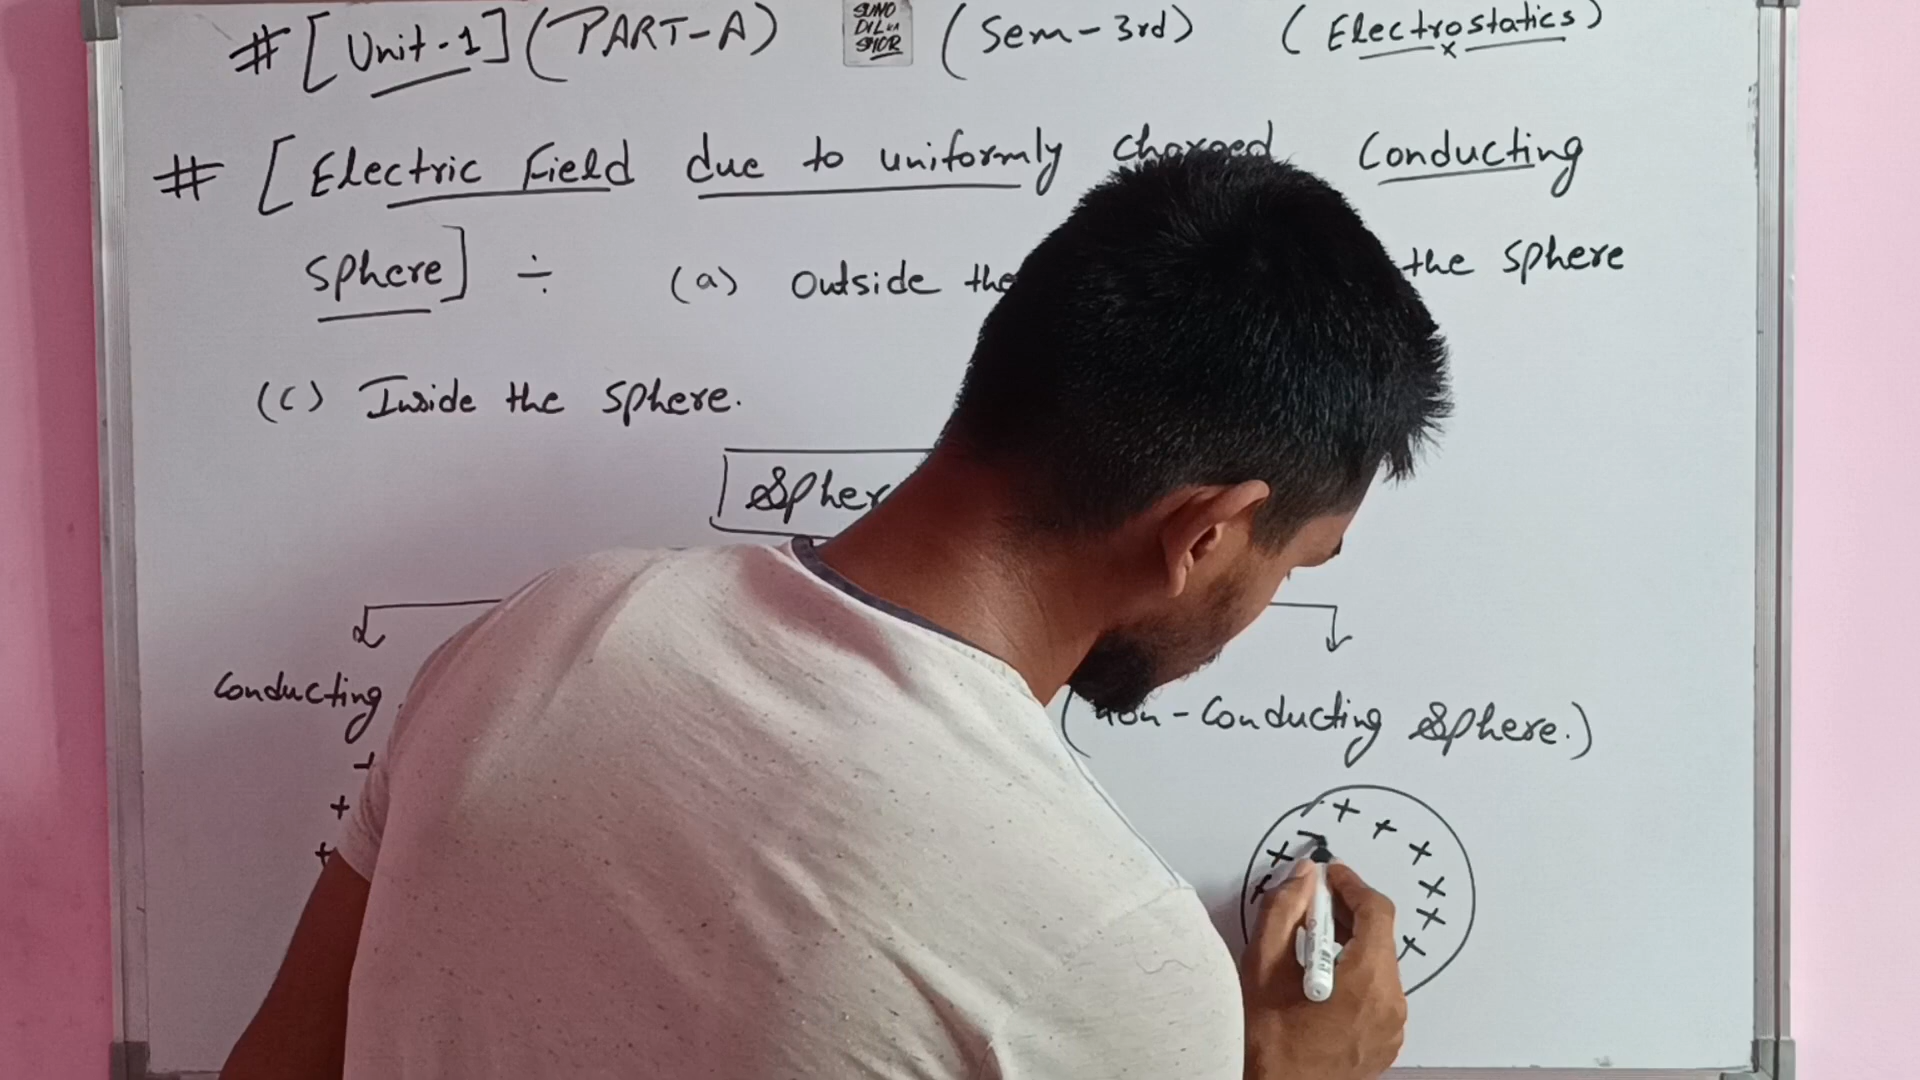 # [Unit-1] (PART-A) (Sem-3rd) (Electrostatics)
# [Electric Field due to uniformly charged Conducting
Sphere] ÷ (a) Outside the the Sphere
(c) Inside the Sphere.
Conducting
(Non-Conducting Sphere.)
+ + + + + + + +
+ + +